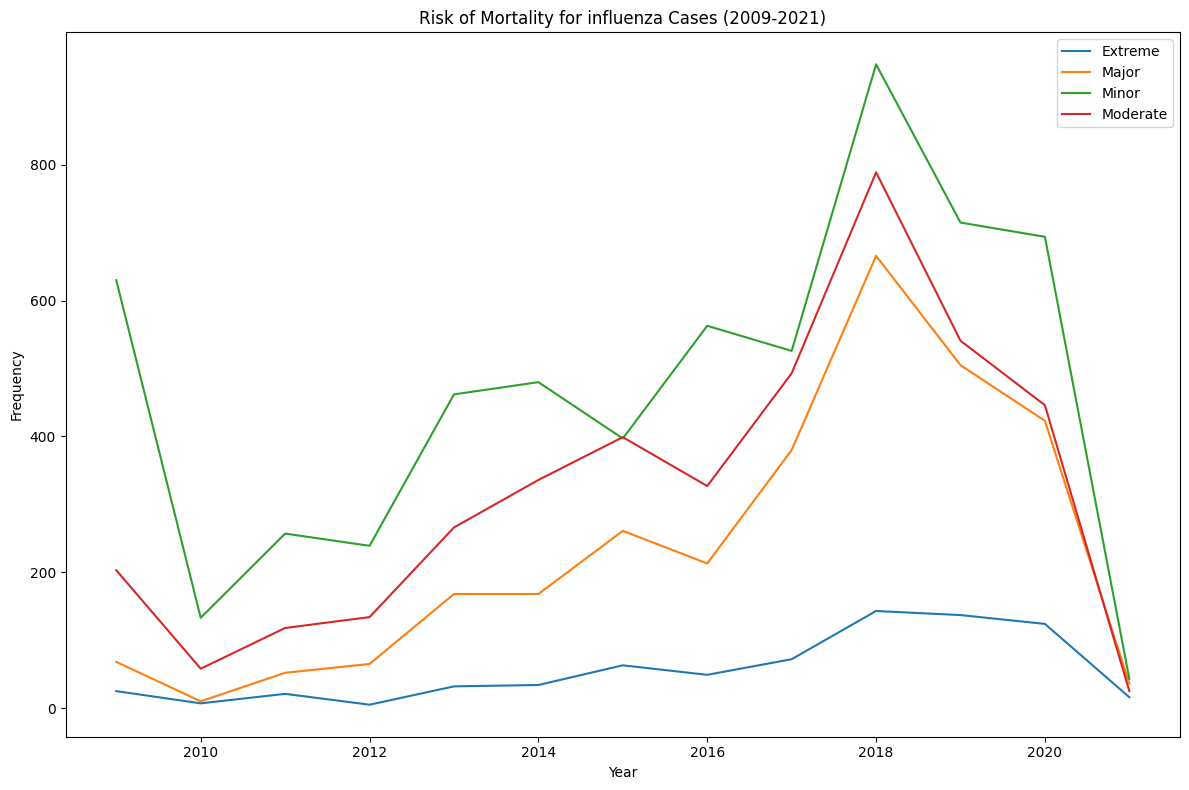 Risk of Mortality for influenza Cases (2009-2021)
Extreme
Major
Minor
Moderate
800
600
400
200
0
Frequency
2010
2012
2014
2016
2018
2020
Year